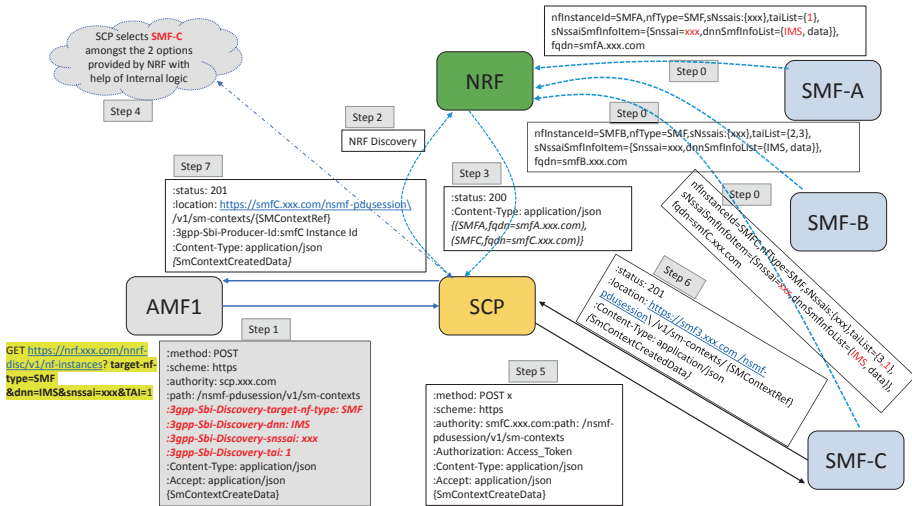 SCP selects SMF-C
amongst the 2 options
provided by NRF with
help of Internal logic
Step 4
nfInstanceId=SMFA,nfType=SMF,sNssais:{xxx},taiList={1},
sNssaiSmfInfoItem={Snssai=xxx,dnnSmfInfoList={IMS, data}},
fqdn=smfA.xxx.com
Step 0
NRF
SMF-A
Step 2
NRF Discovery
Step 0
nfInstanceId=SMFB,nfType=SMF,sNssais:{xxx},taiList={2,3},
sNssaiSmfInfoItem={Snssai=xxx,dnnSmfInfoList={IMS, data}},
fqdn=smfB.xxx.com
Step 7
:status: 201
:location: https://smfC.xxx.com/nsmf-pdusession\
/v1/sm-contexts/{SMContextRef}
:3gpp-Sbi-Producer-Id:smfC Instance Id
:Content-Type: application/json
{SmContextCreatedData}
Step 3
:status: 200
:Content-Type: application/json
{(SMFA,fqdn=smfA.xxx.com),
(SMFC,fqdn=smfC.xxx.com)}
Step 0
nfInstanceId=SMFC,nfType=SMF,sNssais:{xxx},taiList={3,1},
sNssaiSmfInfoItem={Snssai=xxx,dnnSmfInfoList={IMS, data}},
fqdn=smfC.xxx.com
SMF-B
AMF1
SCP
Step 6
:status: 201
:location: https://smf3.xxx.com /nsmf-
pdusession\ /v1/sm-contexts/ {SMContextRef}
:Content-Type: application/json
{SmContextCreatedData}
Step 1
GET https://nrf.xxx.com/nnrf-
disc/v1/nf-instances? target-nf-
type=SMF
&dnn=IMS&snssai=xxx&TAI=1
:method: POST
:scheme: https
:authority: scp.xxx.com
:path: /nsmf-pdusession/v1/sm-contexts
:3gpp-Sbi-Discovery-target-nf-type: SMF
:3gpp-Sbi-Discovery-dnn: IMS
:3gpp-Sbi-Discovery-snssai: xxx
:3gpp-Sbi-Discovery-tai: 1
:Content-Type: application/json
:Accept: application/json
{SmContextCreateData}
Step 5
:method: POST x
:scheme: https
:authority: smfC.xxx.com:path: /nsmf-
pdusession/v1/sm-contexts
:Authorization: Access_Token
:Content-Type: application/json
:Accept: application/json
{SmContextCreateData}
SMF-C